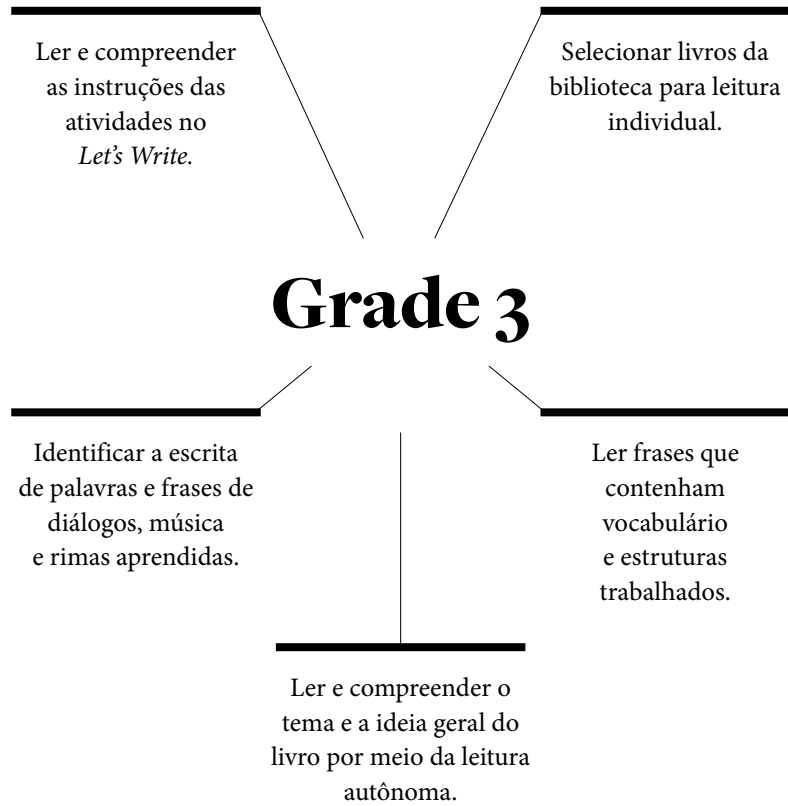 Ler e compreender
as instruções das
atividades no
Let's Write.
Selecionar livros da
biblioteca para leitura
individual.
Grade 3
Identificar a escrita
de palavras e frases de
diálogos, música
e rimas aprendidas.
Ler frases que
contenham
vocabulário
e estruturas
trabalhados.
Ler e compreender o
tema e a ideia geral do
livro por meio da leitura
autônoma.